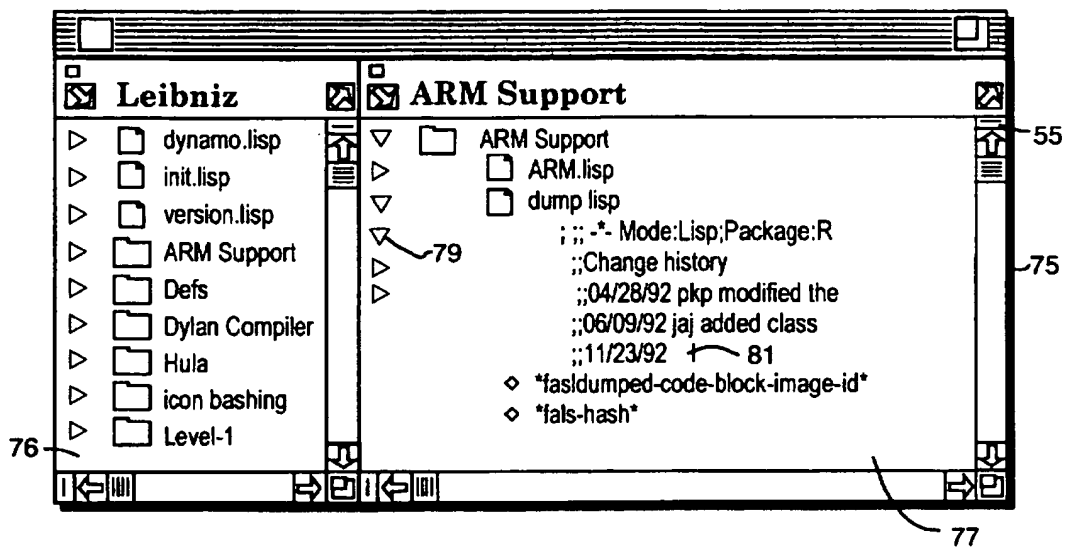 Leibniz
dynamo.lisp
init.lisp
version.lisp
ARM Support
Defs
Dylan Compiler
Hula
icon bashing
Level-1
ARM Support
ARM Support
ARM.lisp
dump lisp
; ;; -*- Mode:Lisp;Package:R
;;Change history
;;04/28/92 pkp modified the
;;06/09/92 jaj added class
;;11/23/92
*fasldumped-code-block-image-id*
*fals-hash*
55
75
79
81
76
77